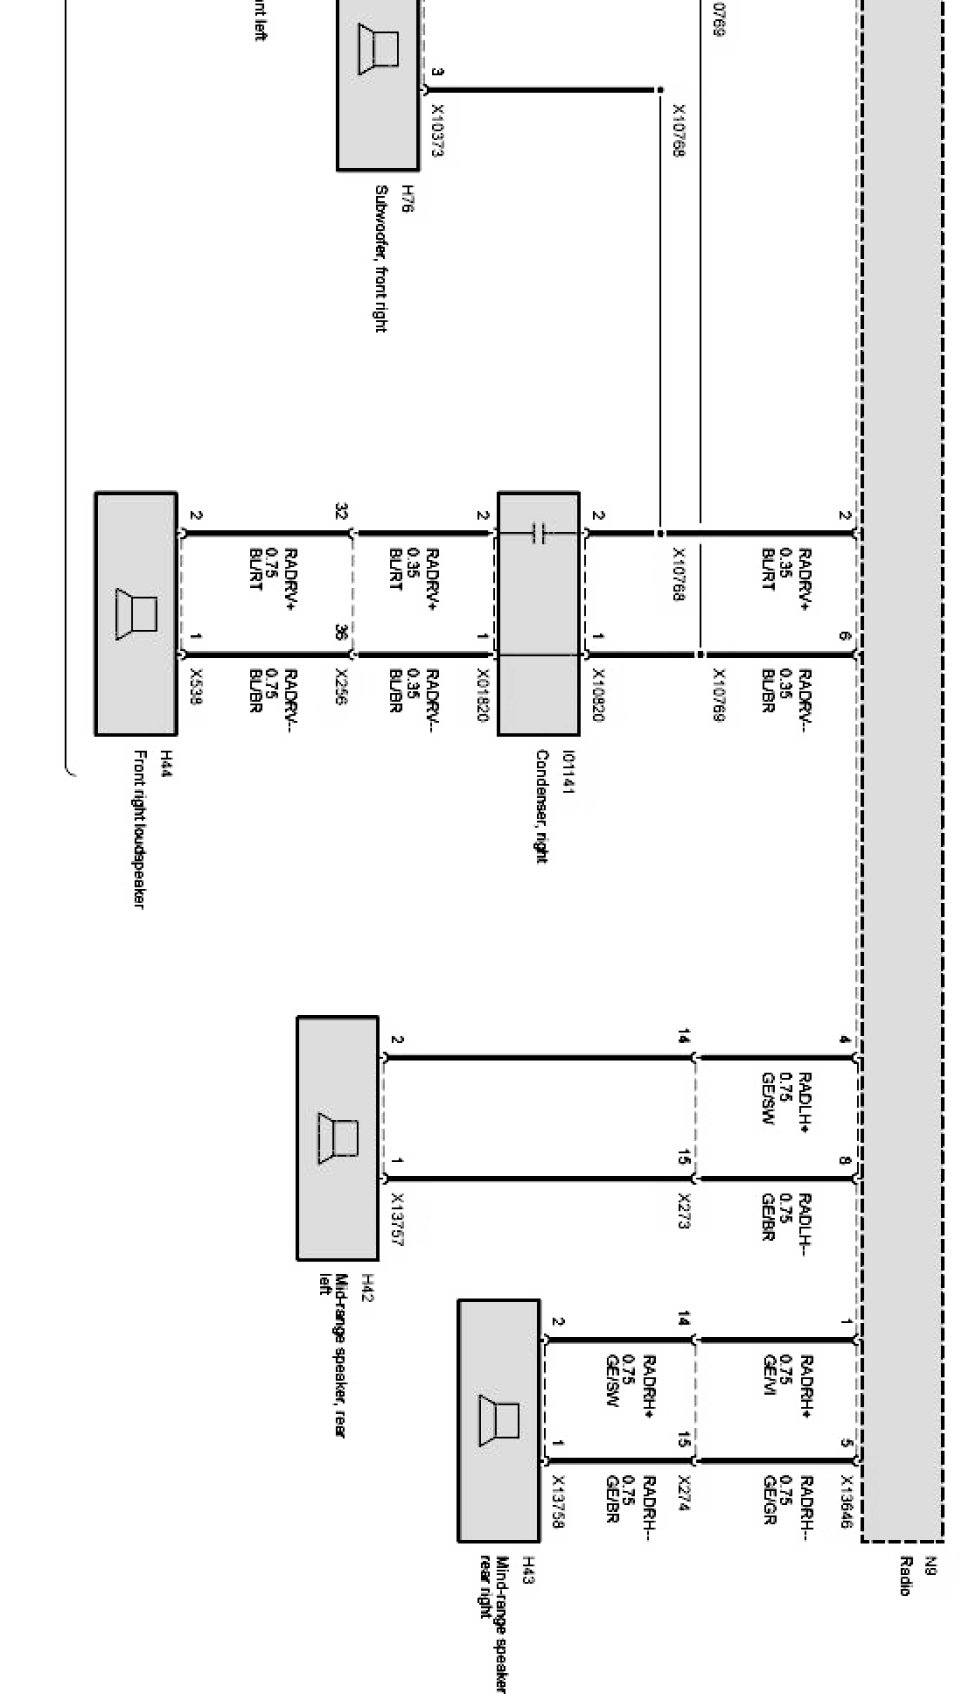 N9
Radio
2
RADRV+
0.35
BL/RT
6
RADRV--
0.35
BL/BR
4
RADLH+
0.75
GE/SW
8
RADLH--
0.75
GE/BR
1
RADRH+
0.75
GE/VI
5
RADRH--
0.75
GE/GR
X13646
X10768
X10768
X10769
14
15
X273
14
15
X274
2
1
X10820
RADRH+
0.75
GE/SW
RADRH--
0.75
GE/BR
I01141
Condenser, right
2
1
X13758
H43
Mind-range speaker
rear right
2
1
X01820
3
X10373
RADRV+
0.35
BL/RT
RADRV--
0.35
BL/BR
H76
Subwoofer, front right
2
1
X13757
H42
Mid-range speaker, rear
left
32
36
X256
RADRV+
0.75
BL/RT
RADRV--
0.75
BL/BR
2
1
X538
H44
Front right loudspeaker
left